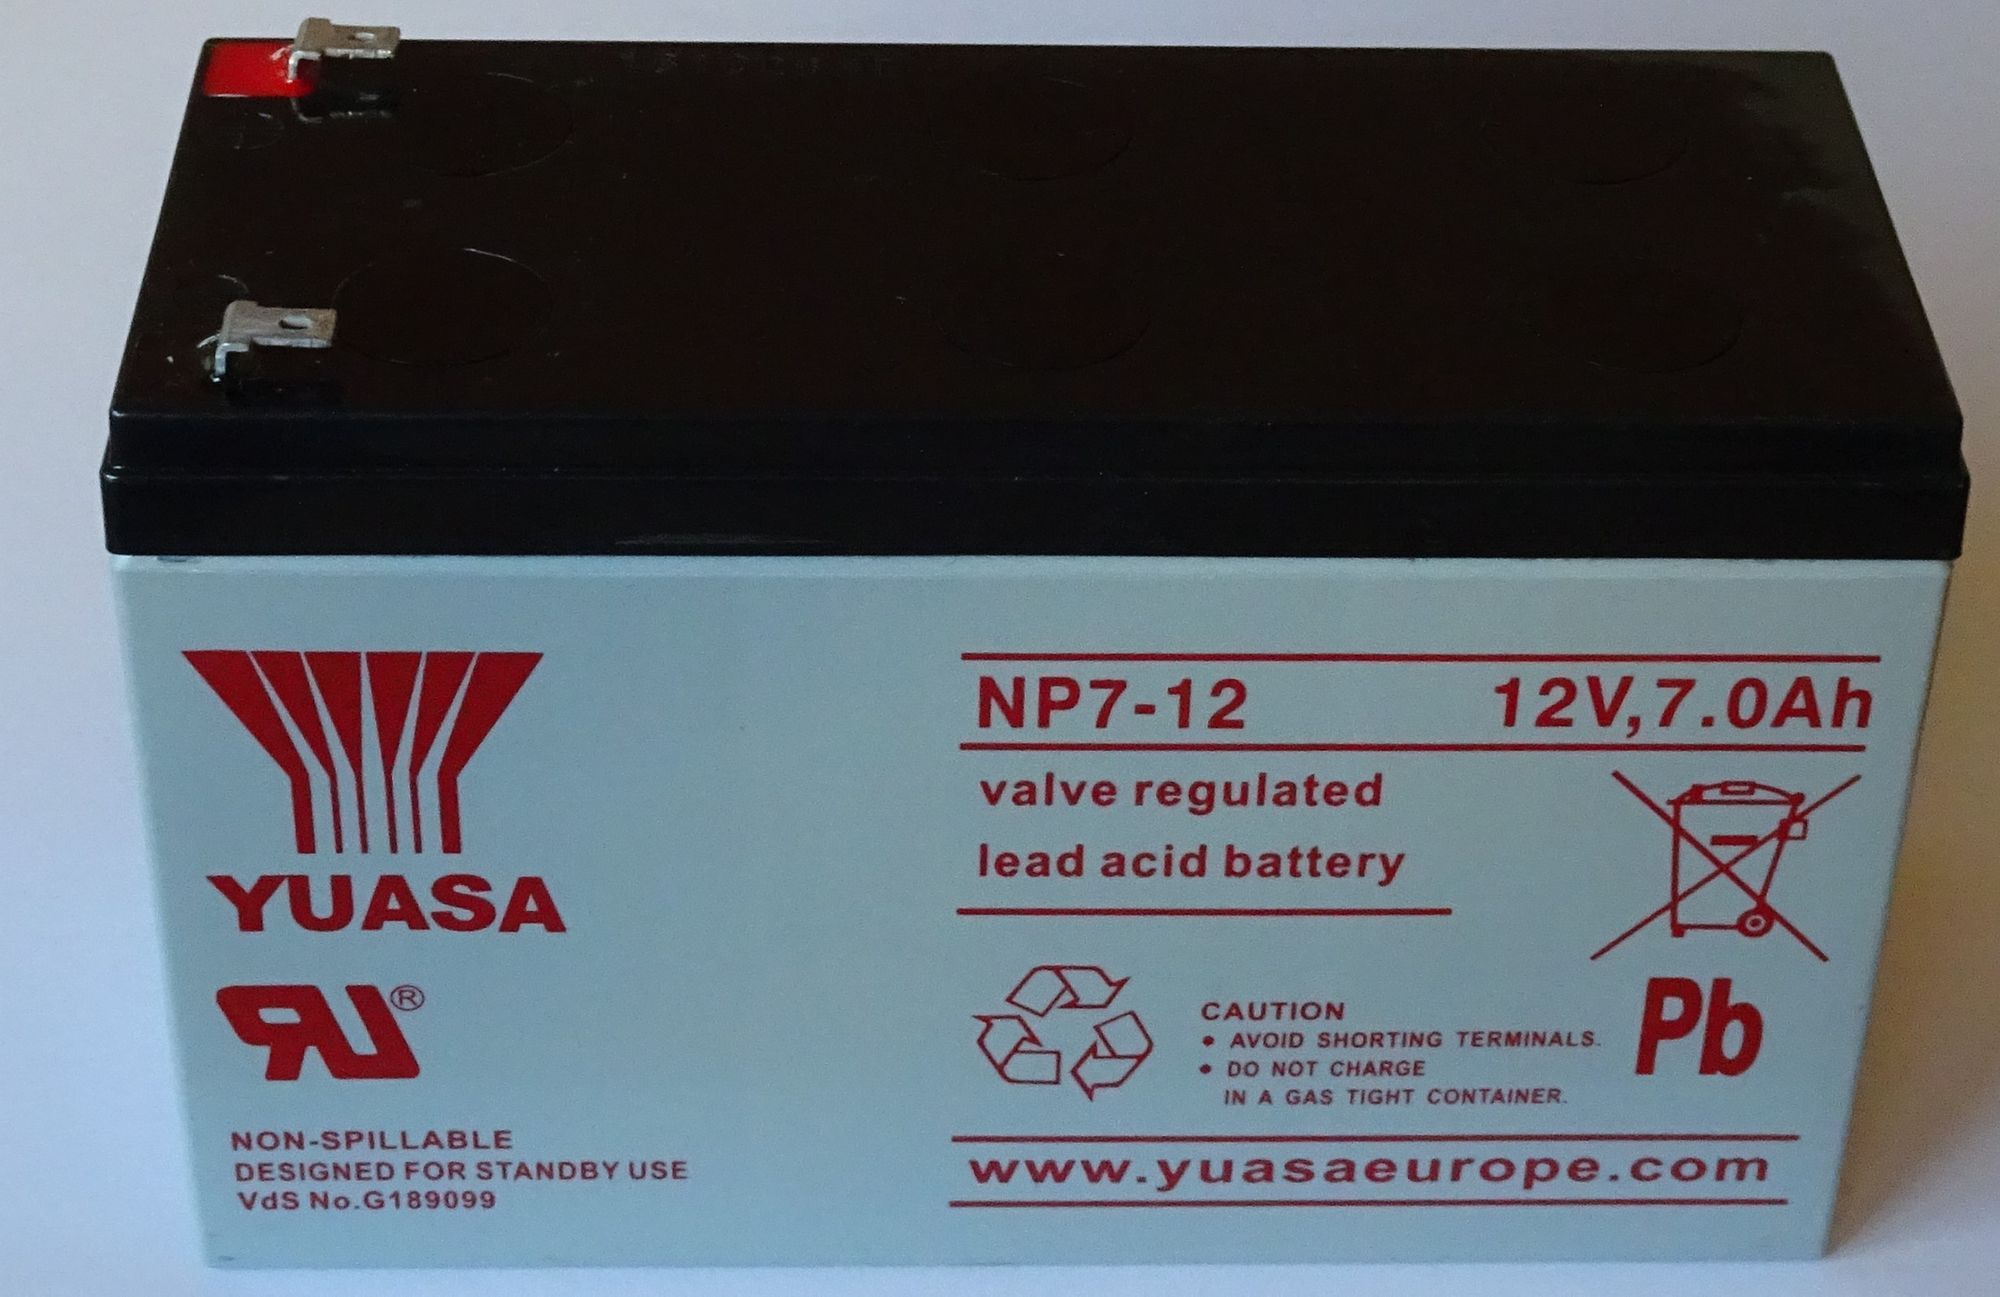 YUASA
RU®
NON-SPILLABLE
DESIGNED FOR STANDBY USE
VdS No.G189099
NP7-12 12V,7.0Ah
valve regulated
lead acid battery
CAUTION
• AVOID SHORTING TERMINALS.
• DO NOT CHARGE
IN A GAS TIGHT CONTAINER.
Pb
www.yuasaeurope.com